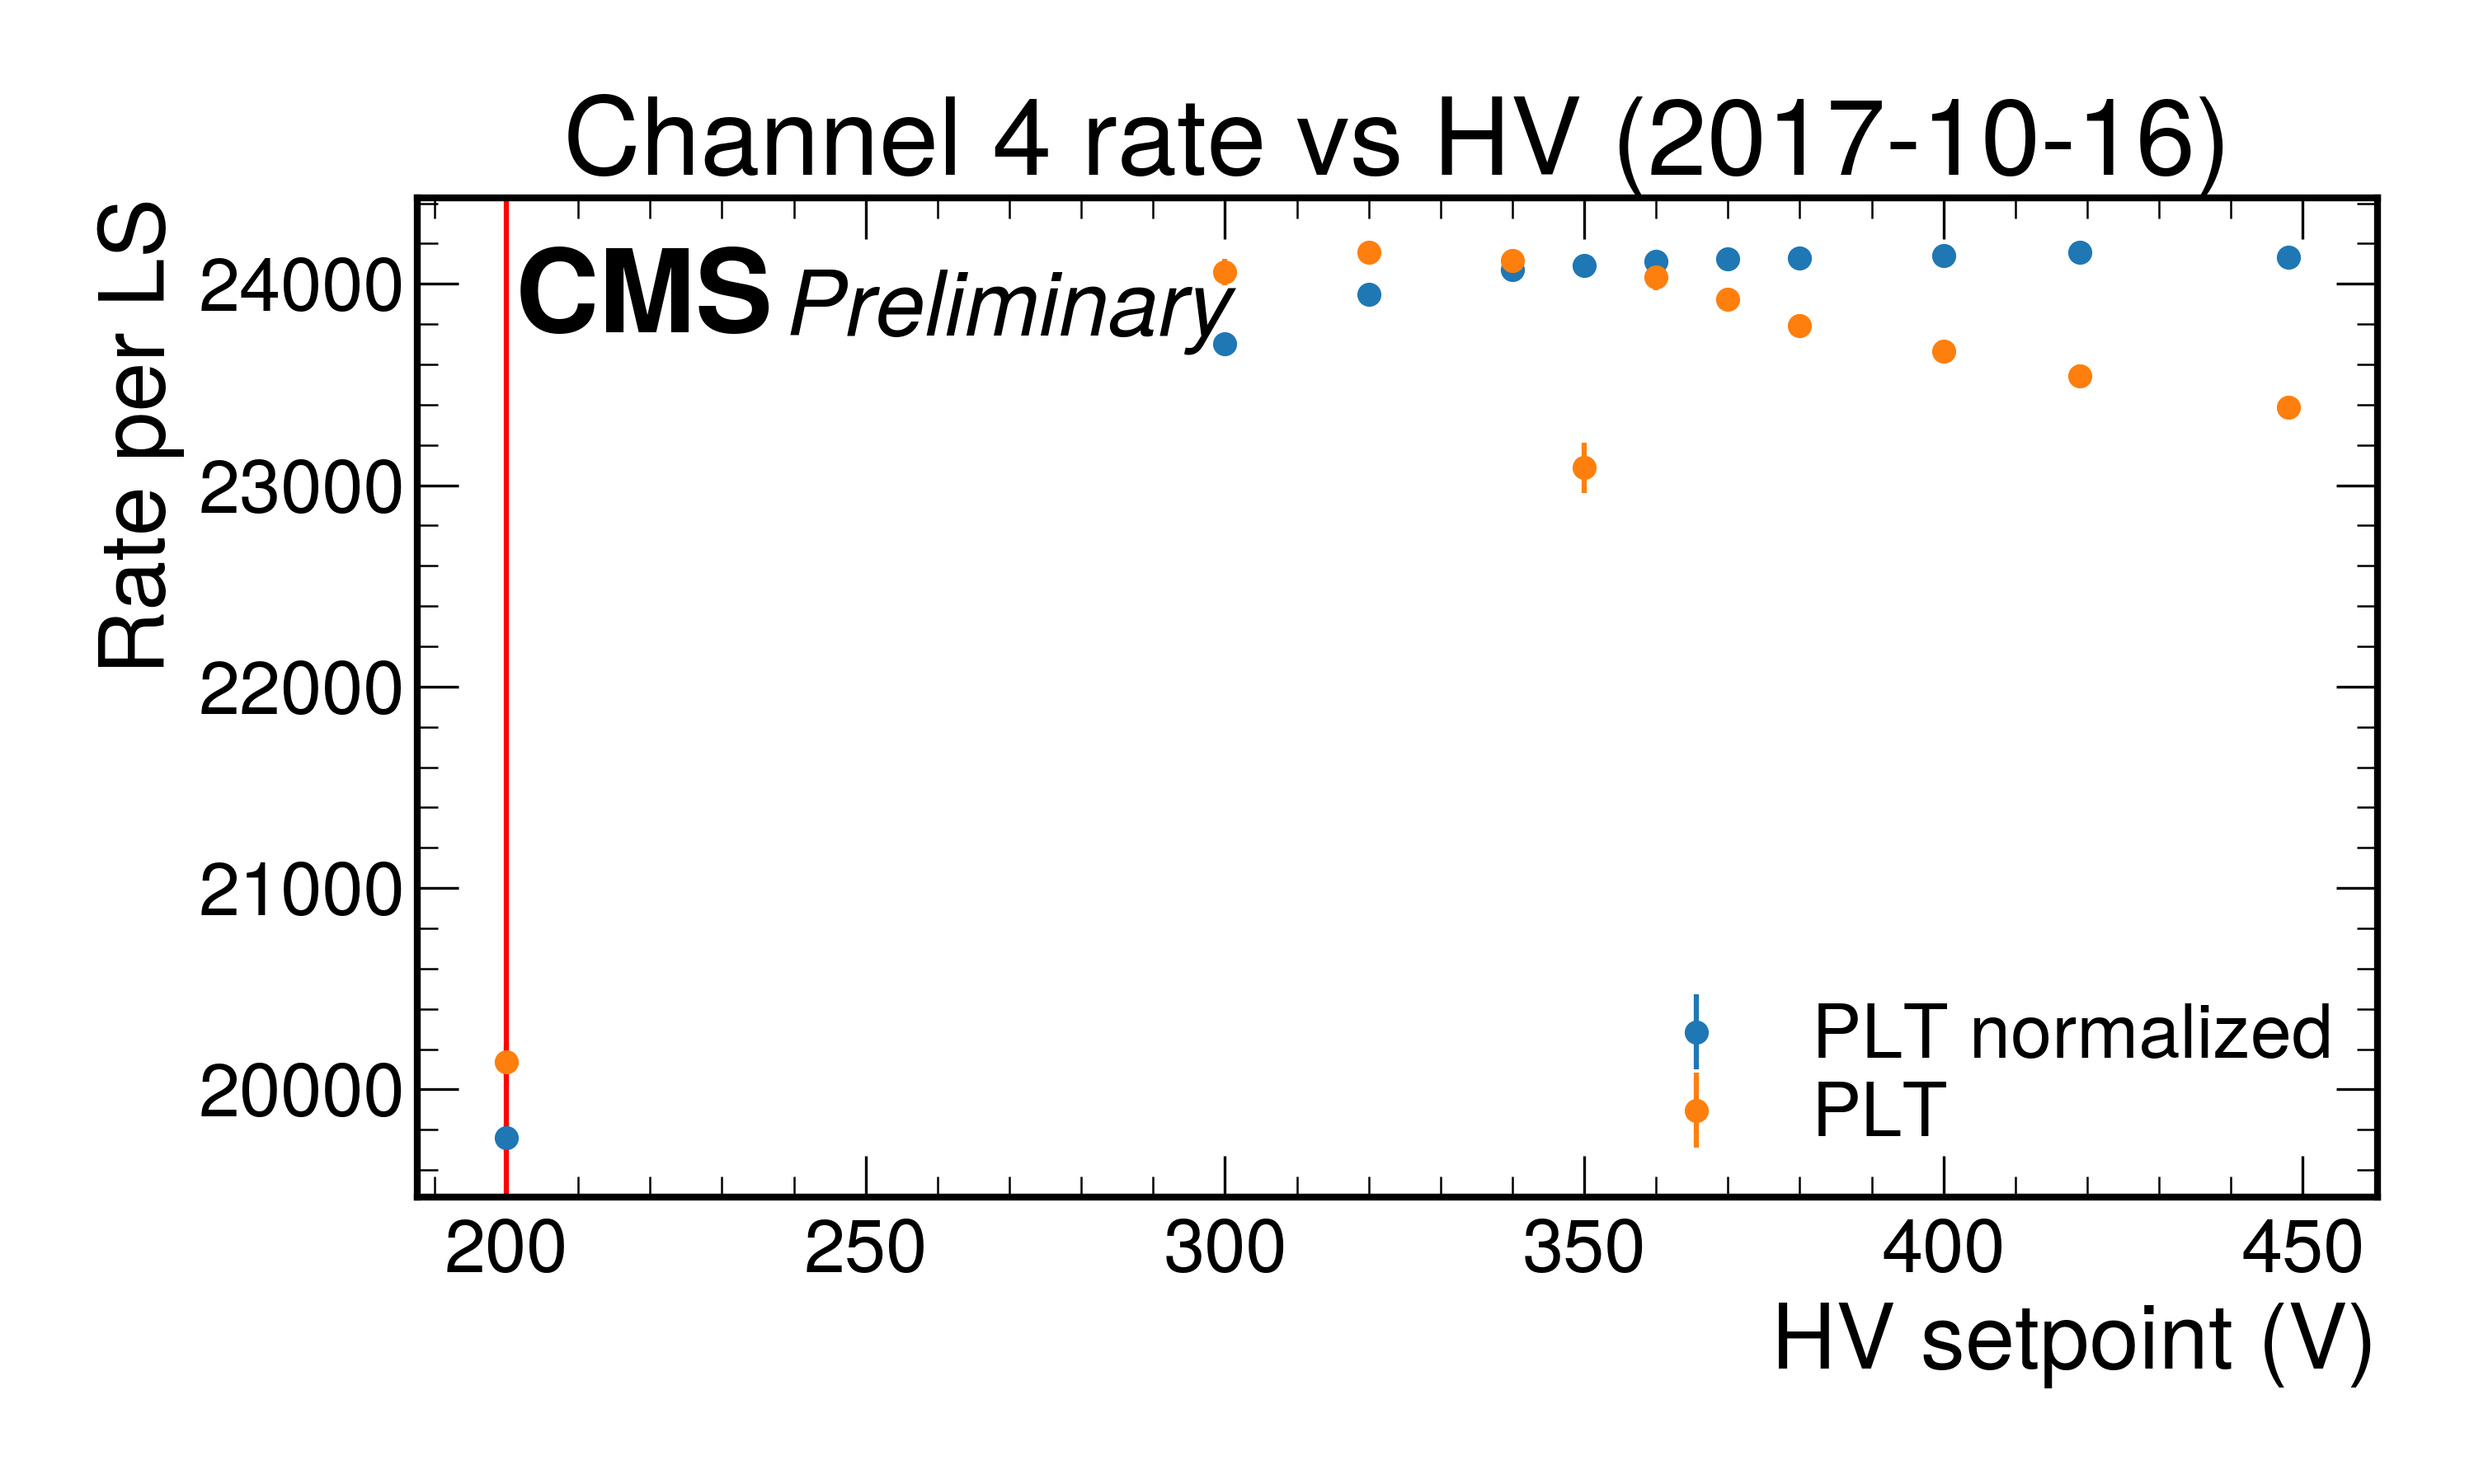 Channel 4 rate vs HV (2017-10-16)
CMS Preliminary
Rate per LS
24000
23000
22000
21000
20000
PLT normalized
PLT
200 250 300 350 400 450
HV setpoint (V)